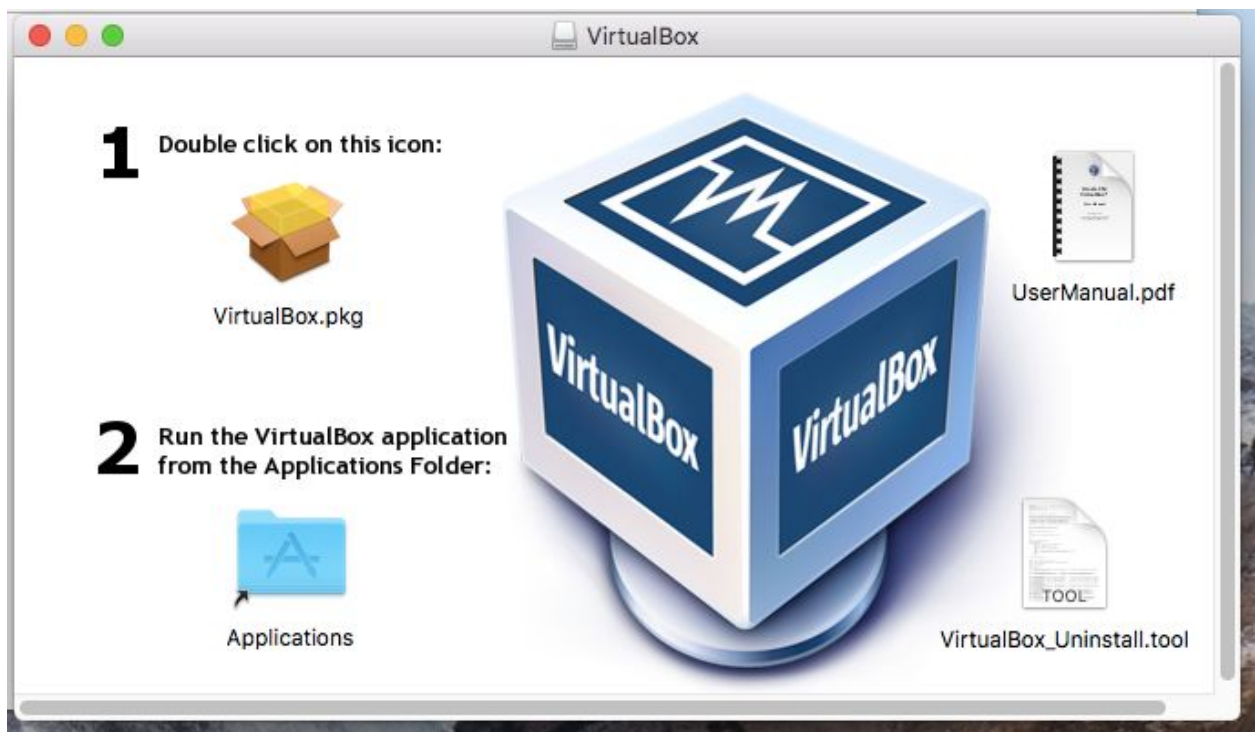 VirtualBox
1 Double click on this icon:
VirtualBox.pkg
UserManual.pdf
2 Run the VirtualBox application
from the Applications Folder:
Applications
VirtualBox
VirtualBox
TOOL
VirtualBox_Uninstall.tool